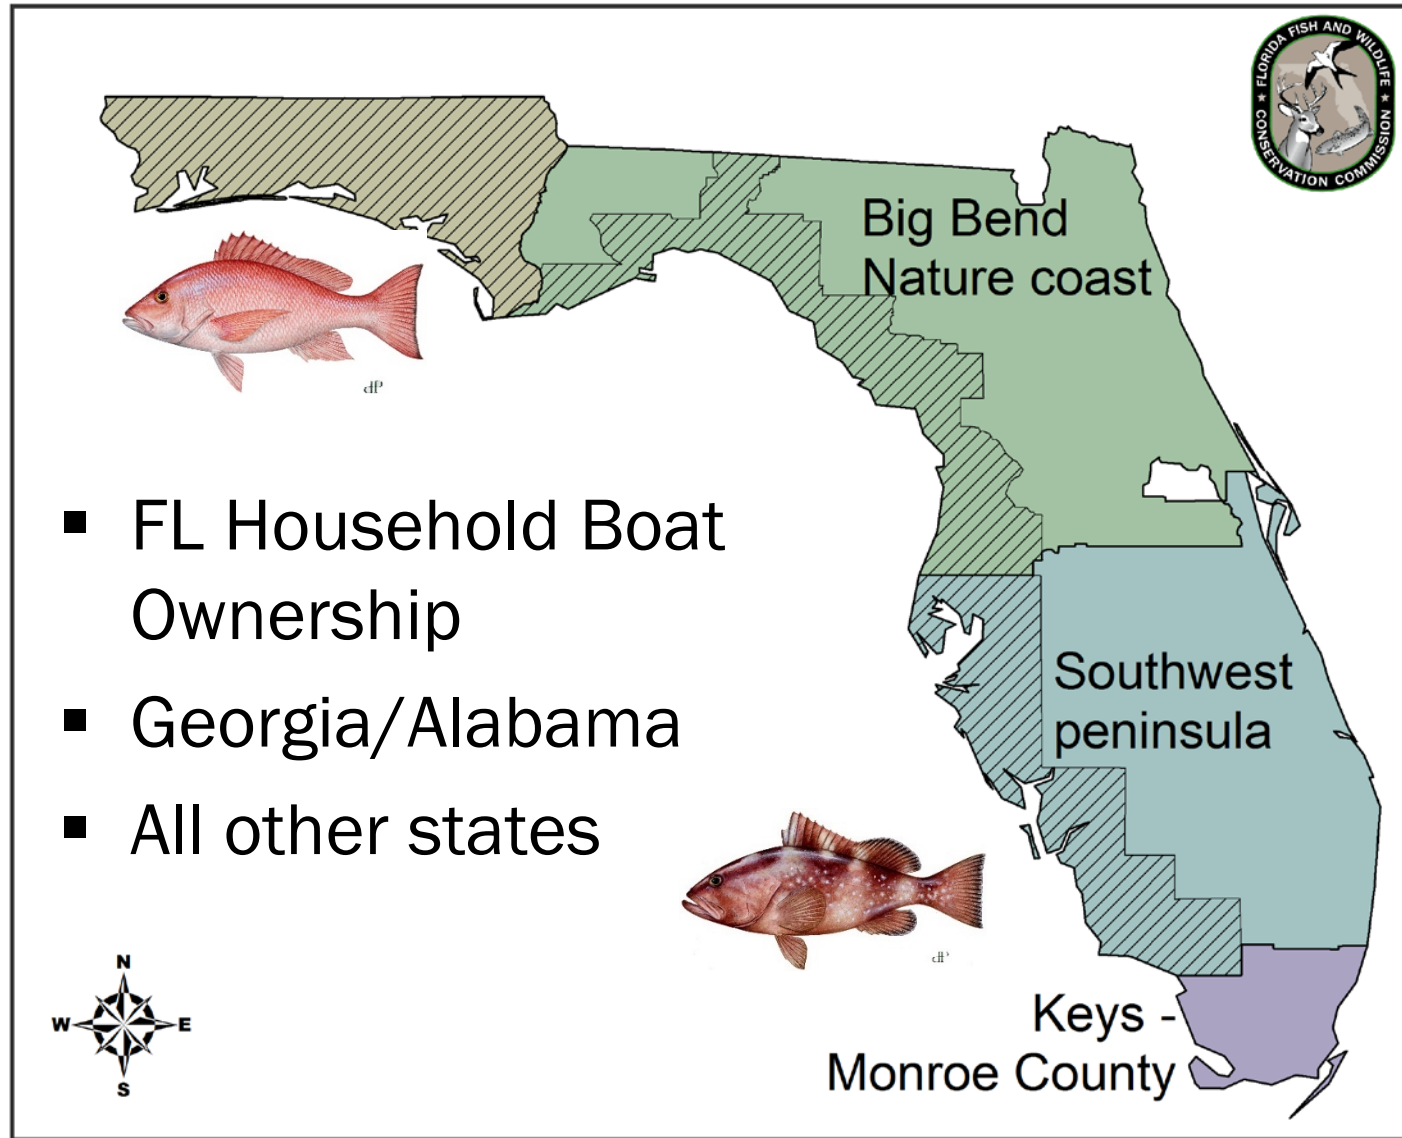 FLORIDA FISH AND WILDLIFE
CONSERVATION COMMISSION
Big Bend
Nature coast
▪ FL Household Boat
Ownership
▪ Georgia/Alabama
▪ All other states
Southwest
peninsula
N
W E
S
Keys -
Monroe County